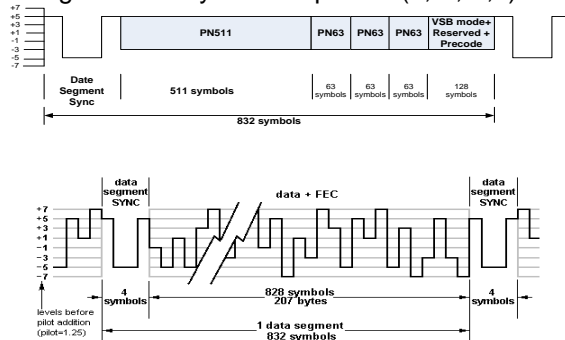 +7
+5
+3
+1
-1
-3
-5
-7
PN511
PN63
PN63
PN63
VSB mode+
Reserved +
Precode
Date
Segment
Sync
511 symbols
63
symbols
63
symbols
63
symbols
128
symbols
832 symbols
data
segment
SYNC
data + FEC
data
segment
SYNC
+7
+5
+3
+1
-1
-3
-5
-7
4
symbols
828 symbols
207 bytes
4
symbols
levels before
pilot addition
(pilot=1.25)
1 data segment
832 symbols